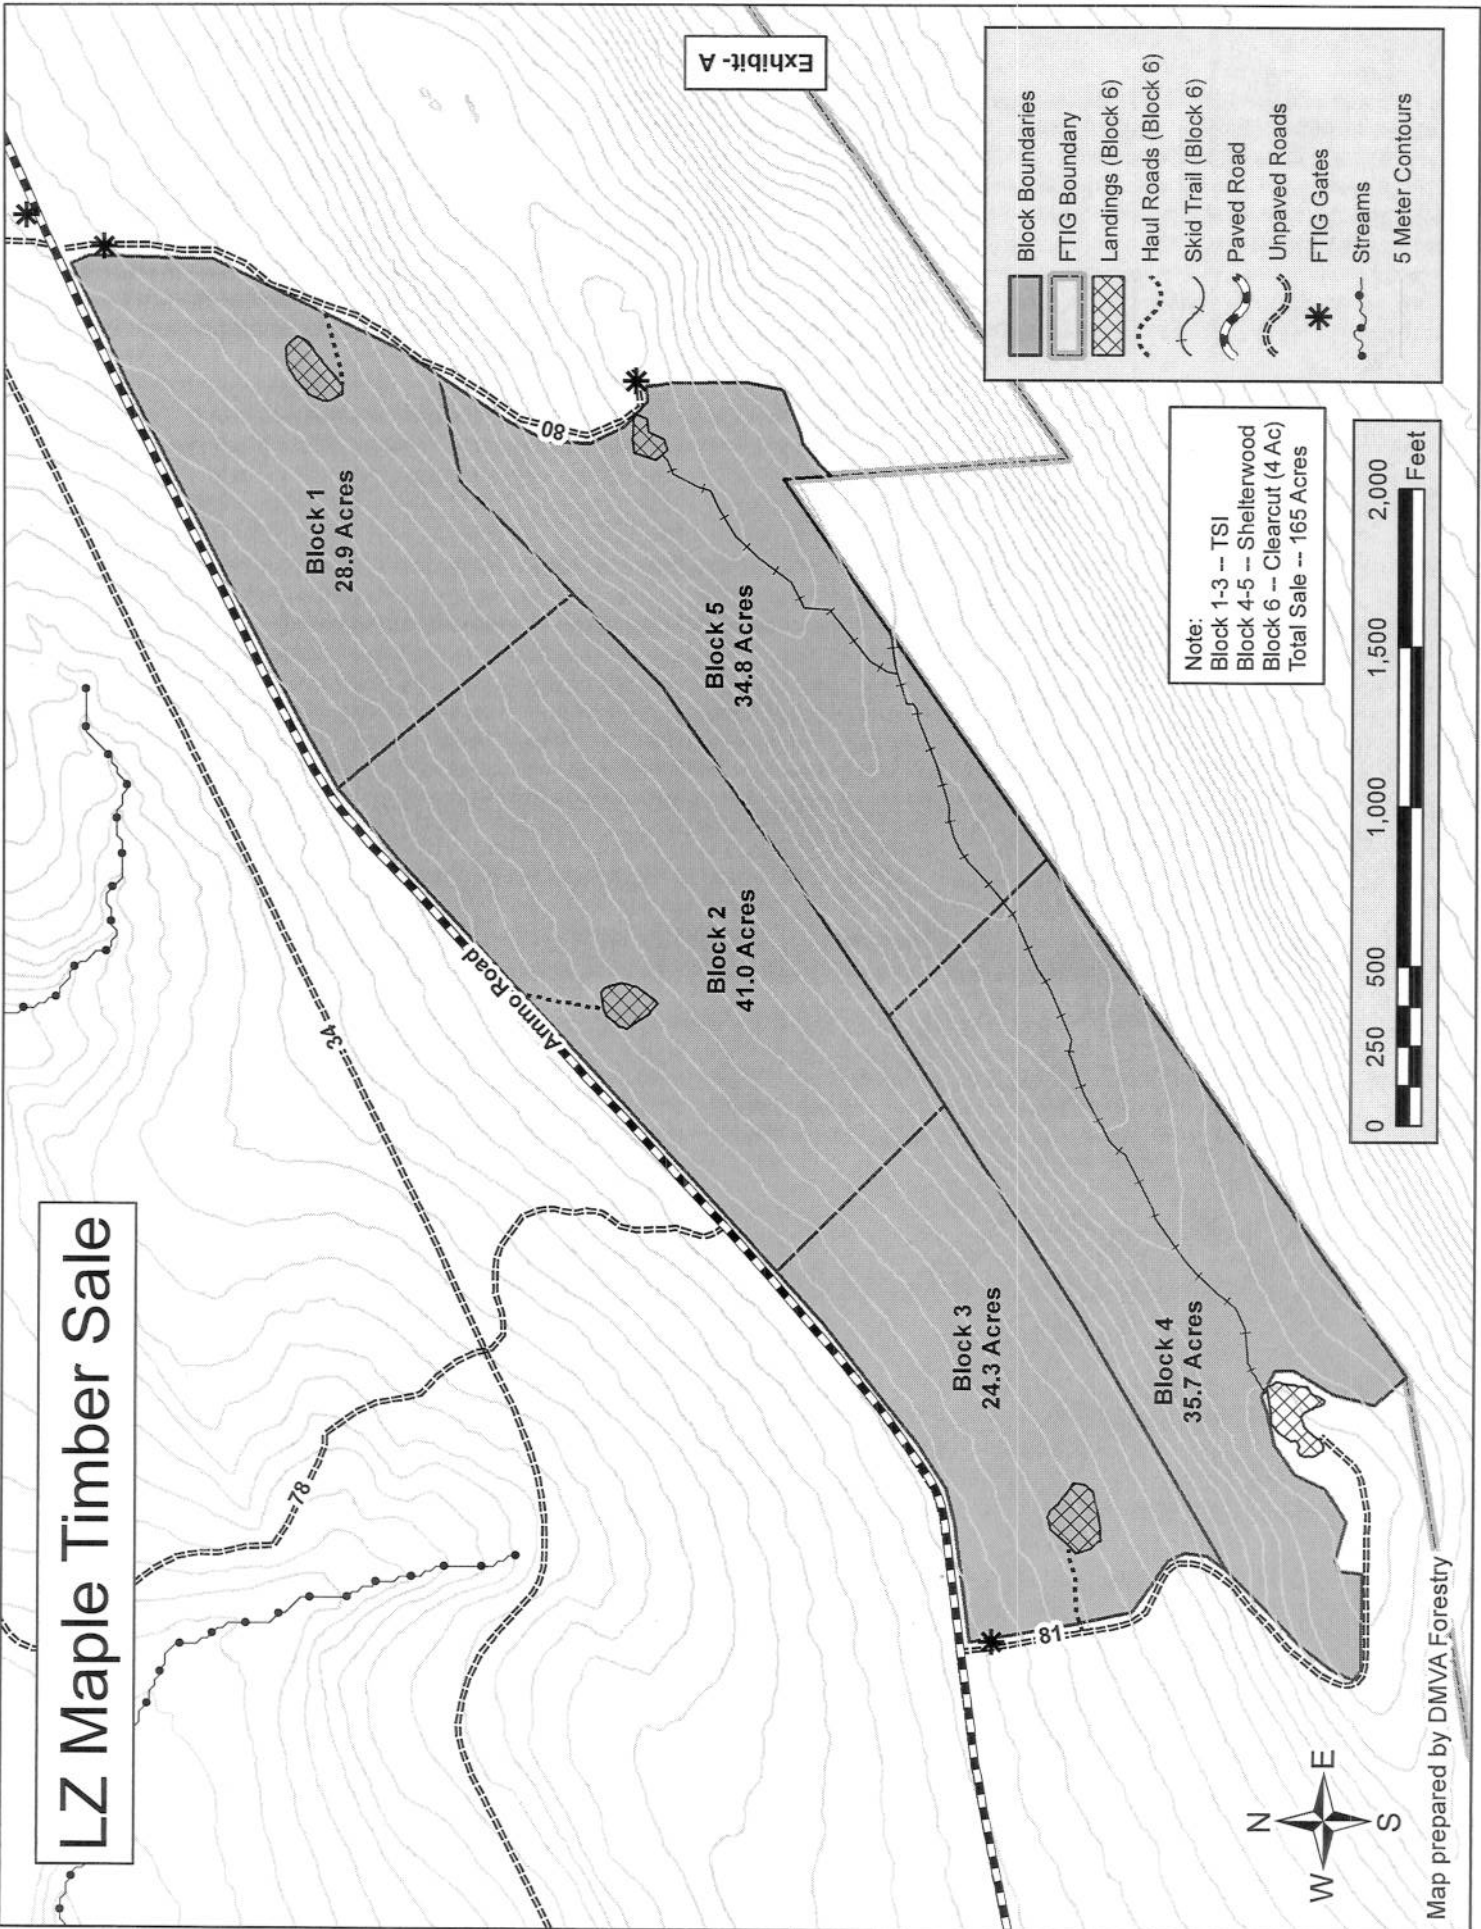 LZ Maple Timber Sale
Exhibit- A
78
34
Ammo Road
80
81
Block 1
28.9 Acres
Block 2
41.0 Acres
Block 3
24.3 Acres
Block 4
35.7 Acres
Block 5
34.8 Acres
Block Boundaries
FTIG Boundary
Landings (Block 6)
Haul Roads (Block 6)
Skid Trail (Block 6)
Paved Road
Unpaved Roads
FTIG Gates
Streams
5 Meter Contours
Note:
Block 1-3 -- TSI
Block 4-5 -- Shelterwood
Block 6 -- Clearcut (4 Ac)
Total Sale -- 165 Acres
0 250 500 1,000 1,500 2,000
Feet
N
W E
S
Map prepared by DMVA Forestry